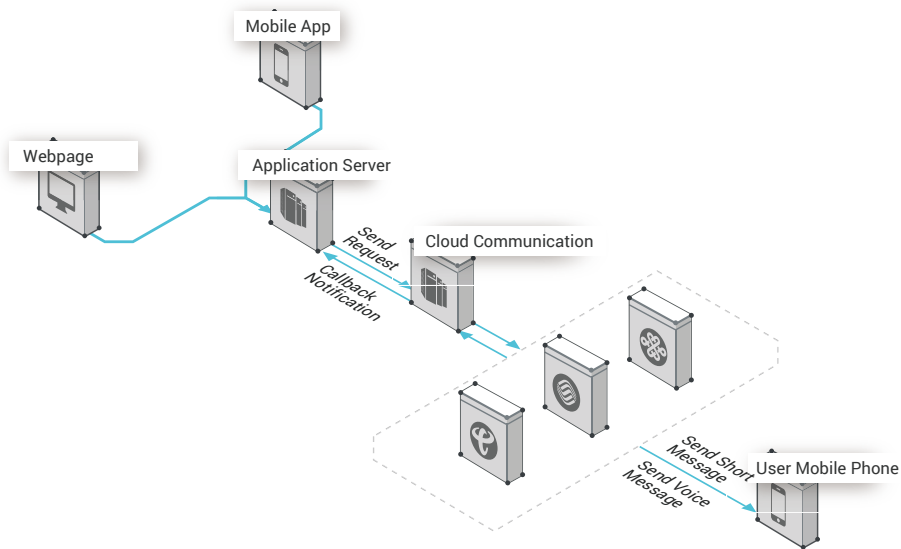 Mobile App
Webpage
Application Server
Send
Request
Callback
Notification
Cloud Communication
Send Short
Message
Send Voice
Message
User Mobile Phone